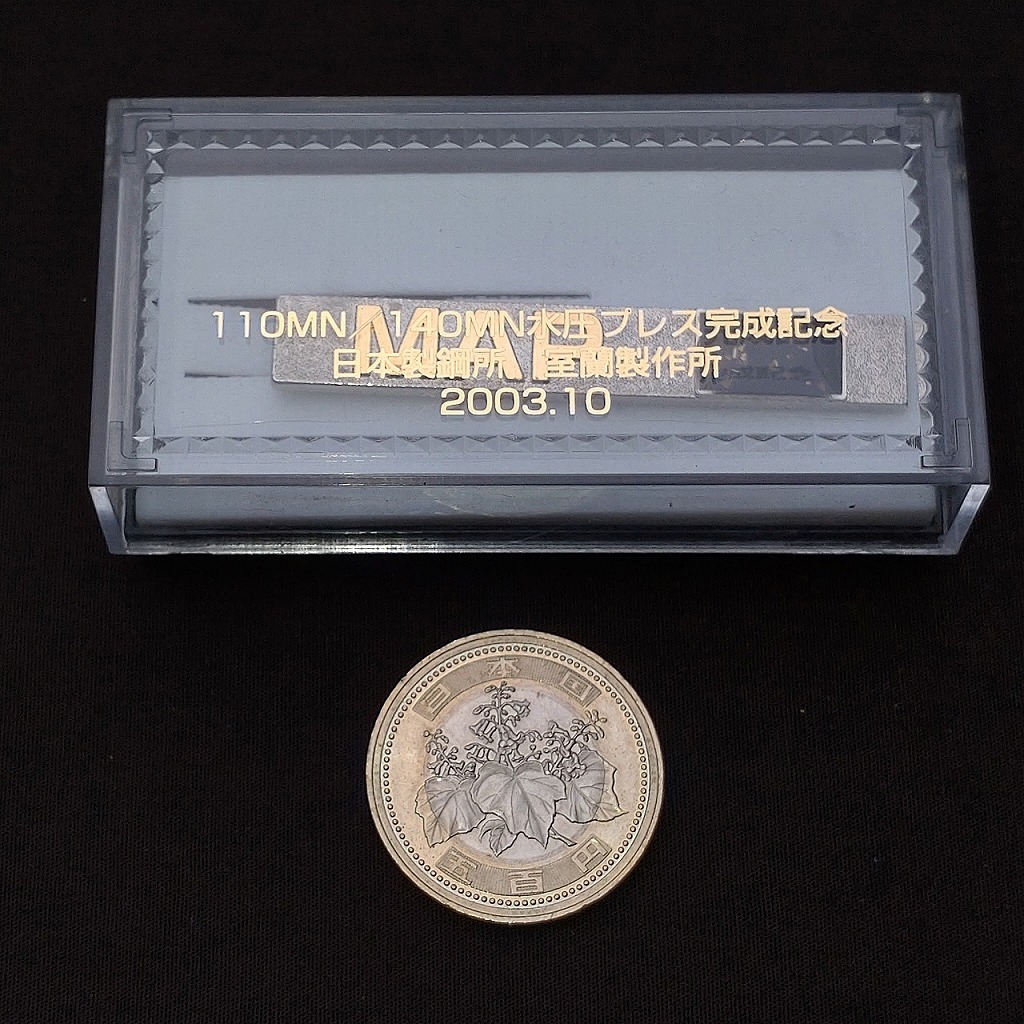 110MN／140MN水圧プレス完成記念
日本製鋼所 室蘭製作所
2003.10
MAP
日本国
五百円